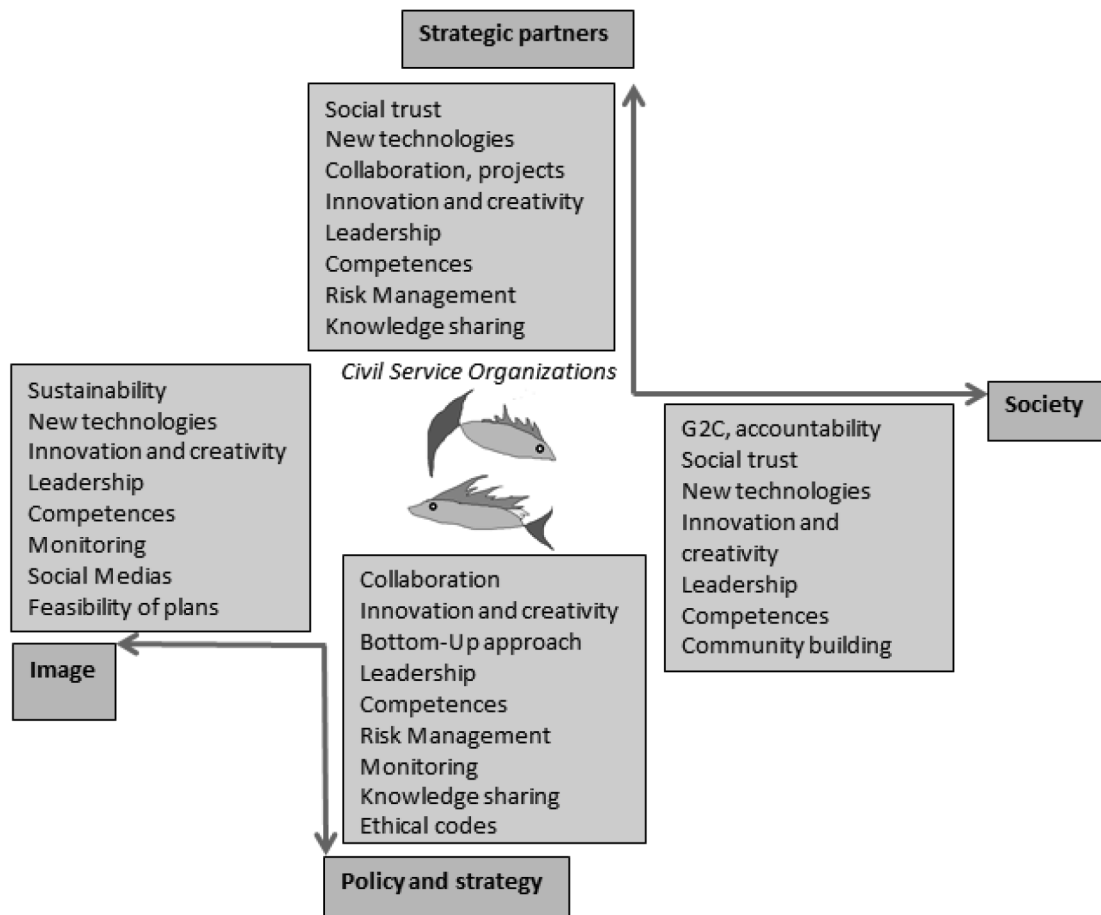 Strategic partners
Social trust
New technologies
Collaboration, projects
Innovation and creativity
Leadership
Competences
Risk Management
Knowledge sharing
Civil Service Organizations
Sustainability
New technologies
Innovation and creativity
Leadership
Competences
Monitoring
Social Medias
Feasibility of plans
Society
G2C, accountability
Social trust
New technologies
Innovation and
creativity
Leadership
Competences
Community building
Collaboration
Innovation and creativity
Bottom-Up approach
Leadership
Competences
Risk Management
Monitoring
Knowledge sharing
Ethical codes
Image
Policy and strategy